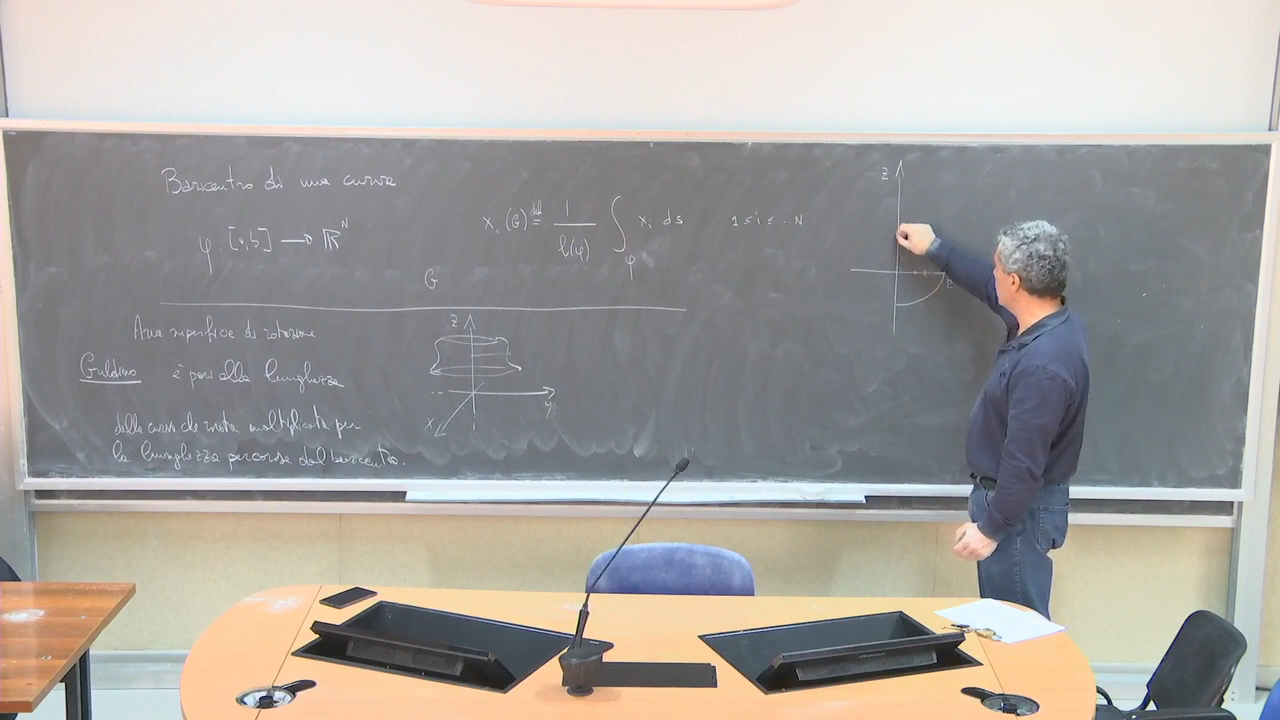 Baricentro di una curva
φ : [a,b] → ℝᴺ
xᵢ (G) def= 1/l(φ) ∫φ xᵢ ds 1 ≤ i ≤ .. N
G
Area superficie di rotazione
Guldino è pari alla lunghezza
della curva che ruota moltiplicata per
la lunghezza percorsa dal baricentro.
z
y
x
z